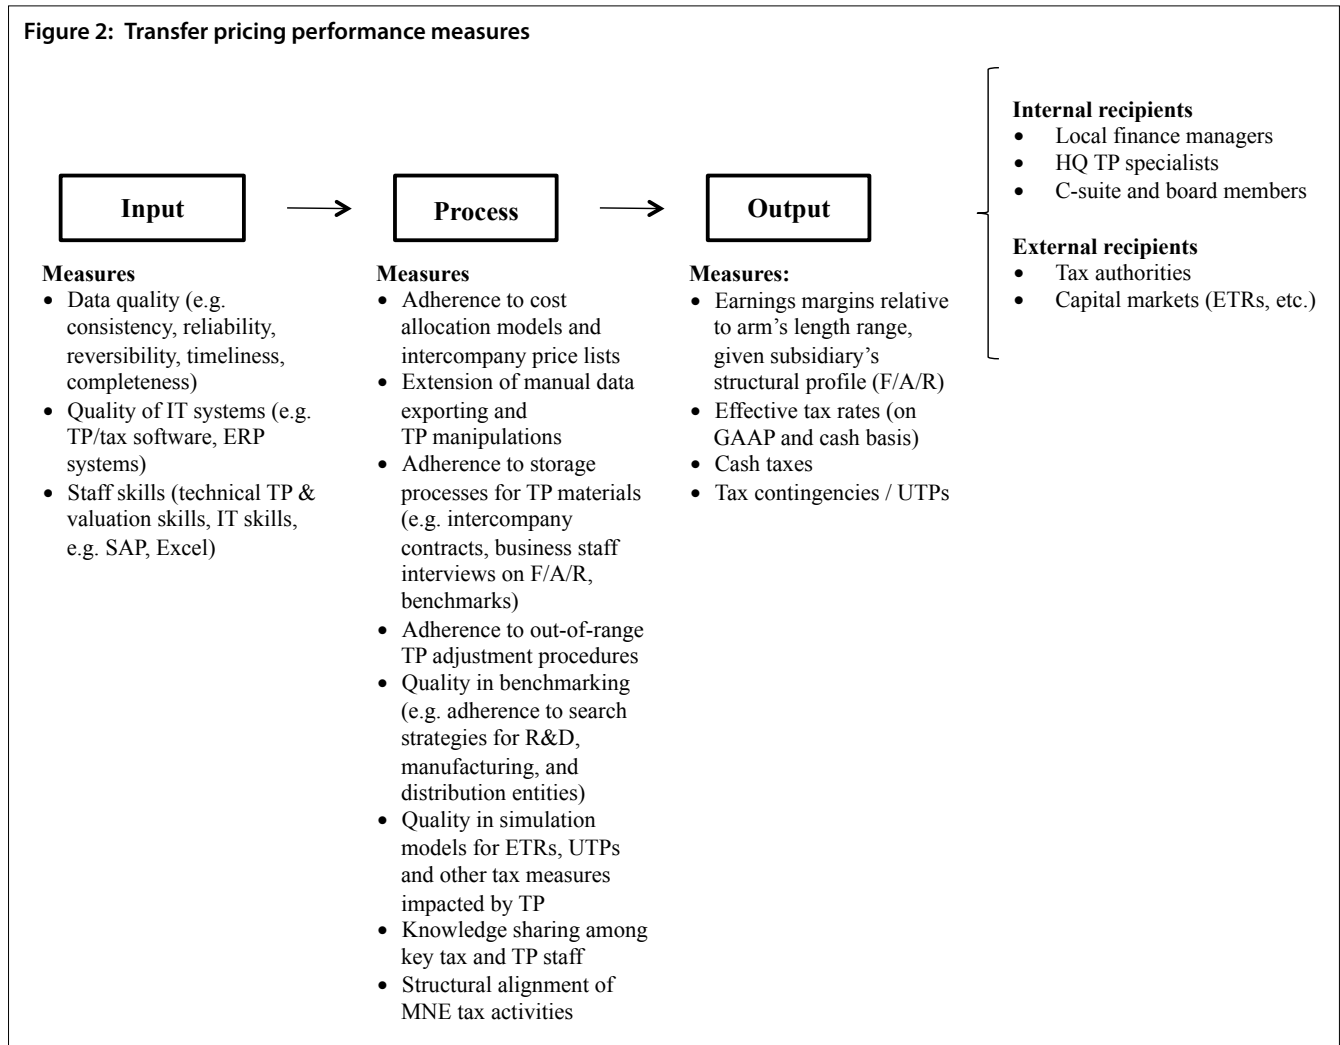 Figure 2: Transfer pricing performance measures
Input
Measures
• Data quality (e.g.
consistency, reliability,
reversibility, timeliness,
completeness)
• Quality of IT systems (e.g.
TP/tax software, ERP
systems)
• Staff skills (technical TP &
valuation skills, IT skills,
e.g. SAP, Excel)
Process
Measures
• Adherence to cost
allocation models and
intercompany price lists
• Extension of manual data
exporting and
TP manipulations
• Adherence to storage
processes for TP materials
(e.g. intercompany
contracts, business staff
interviews on F/A/R,
benchmarks)
• Adherence to out-of-range
TP adjustment procedures
• Quality in benchmarking
(e.g. adherence to search
strategies for R&D,
manufacturing, and
distribution entities)
• Quality in simulation
models for ETRs, UTPs
and other tax measures
impacted by TP
• Knowledge sharing among
key tax and TP staff
• Structural alignment of
MNE tax activities
Output
Measures:
• Earnings margins relative
to arm’s length range,
given subsidiary’s
structural profile (F/A/R)
• Effective tax rates (on
GAAP and cash basis)
• Cash taxes
• Tax contingencies / UTPs
Internal recipients
• Local finance managers
• HQ TP specialists
• C-suite and board members
External recipients
• Tax authorities
• Capital markets (ETRs, etc.)